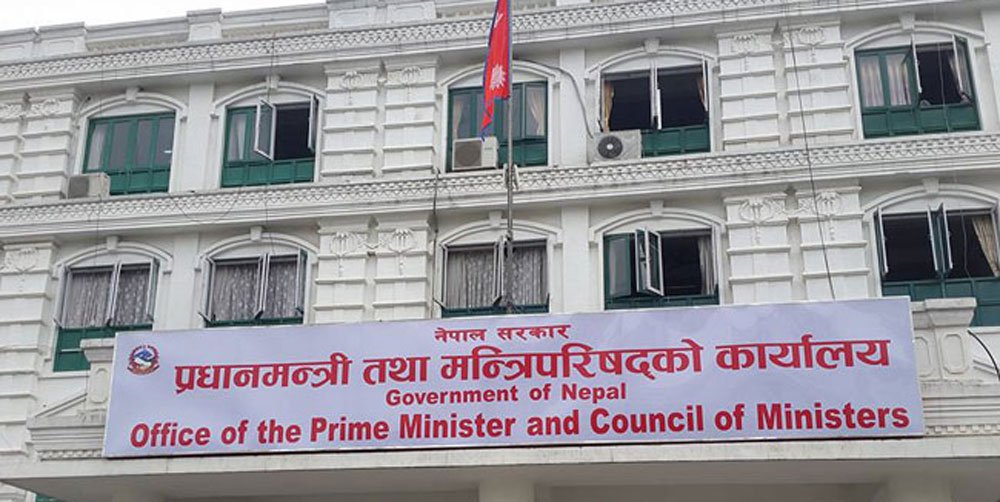 नेपाल सरकार
प्रधानमन्त्री तथा मन्त्रिपरिषद्को कार्यालय
Government of Nepal
Office of the Prime Minister and Council of Ministers